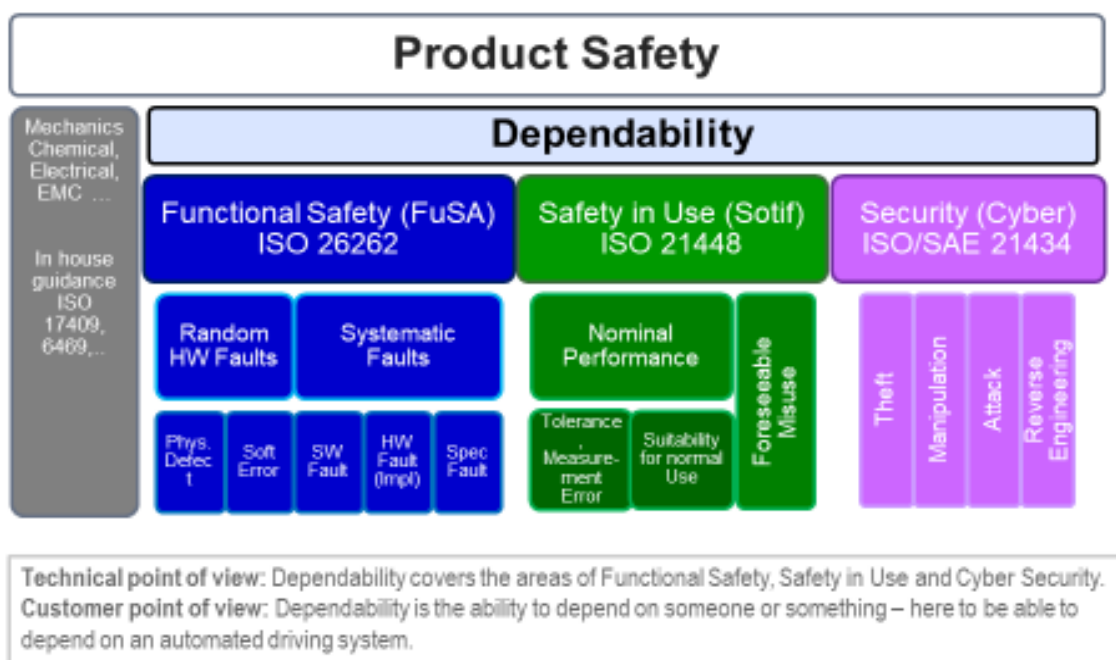 Product Safety
Mechanics
Chemical,
Electrical,
EMC ...
In house
guidance
ISO
17409,
6469,..
Dependability
Functional Safety (FuSA)
ISO 26262
Safety in Use (Sotif)
ISO 21448
Security (Cyber)
ISO/SAE 21434
Random
HW Faults
Systematic
Faults
Nominal
Performance
Foreseeable
Misuse
Theft
Manipulation
Attack
Reverse
Engineering
Phys.
Defec
t
Soft
Error
SW
Fault
HW
Fault
(Impl)
Spec
Fault
Tolerance
,
Measure-
ment
Error
Suitability
for normal
Use
Technical point of view: Dependability covers the areas of Functional Safety, Safety in Use and Cyber Security.
Customer point of view: Dependability is the ability to depend on someone or something – here to be able to
depend on an automated driving system.